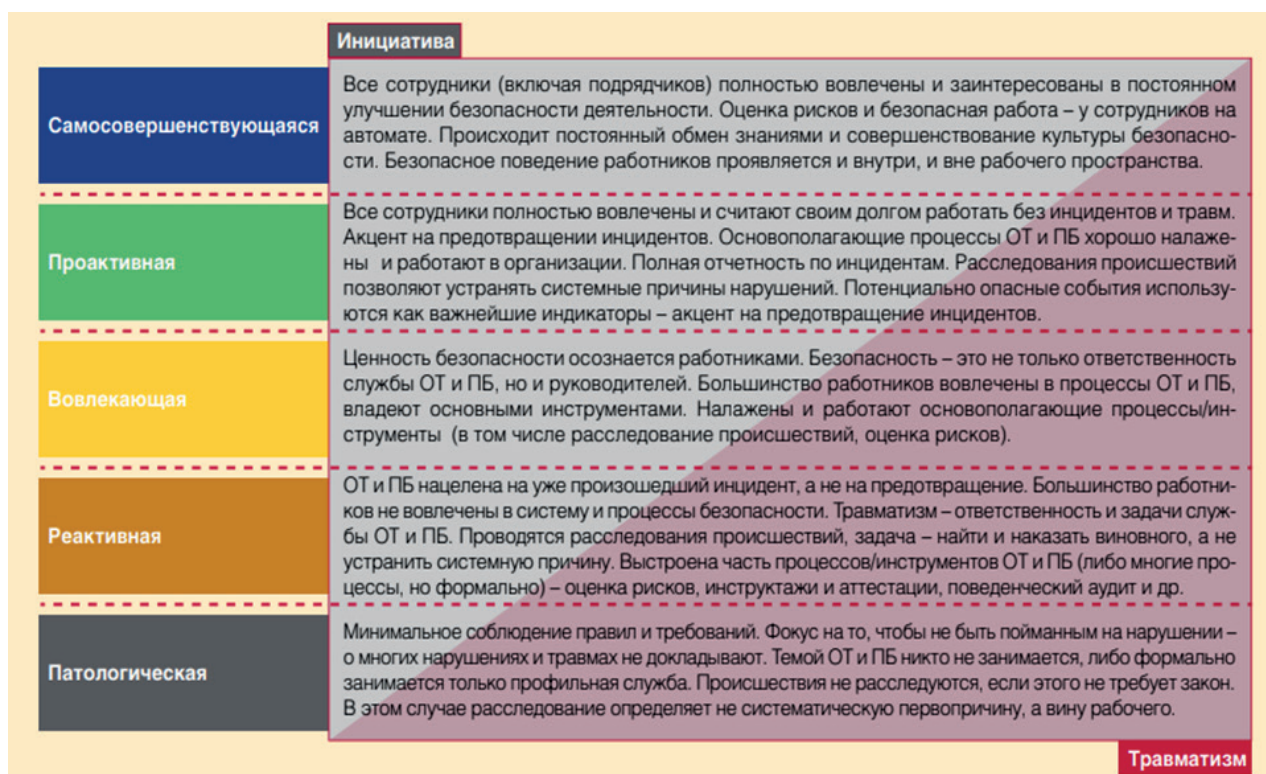 Инициатива
Самосовершенствующаяся
Все сотрудники (включая подрядчиков) полностью вовлечены и заинтересованы в постоянном
улучшении безопасности деятельности. Оценка рисков и безопасная работа – у сотрудников на
автомате. Происходит постоянный обмен знаниями и совершенствование культуры безопасно-
сти. Безопасное поведение работников проявляется и внутри, и вне рабочего пространства.
Проактивная
Все сотрудники полностью вовлечены и считают своим долгом работать без инцидентов и травм.
Акцент на предотвращении инцидентов. Основополагающие процессы ОТ и ПБ хорошо налаже-
ны и работают в организации. Полная отчетность по инцидентам. Расследования происшествий
позволяют устранять системные причины нарушений. Потенциально опасные события использу-
ются как важнейшие индикаторы – акцент на предотвращение инцидентов.
Вовлекающая
Ценность безопасности осознается работниками. Безопасность – это не только ответственность
службы ОТ и ПБ, но и руководителей. Большинство работников вовлечены в процессы ОТ и ПБ,
владеют основными инструментами. Налажены и работают основополагающие процессы/ин-
струменты (в том числе расследование происшествий, оценка рисков).
Реактивная
ОТ и ПБ нацелена на уже произошедший инцидент, а не на предотвращение. Большинство работни-
ков не вовлечены в систему и процессы безопасности. Травматизм – ответственность и задачи служ-
бы ОТ и ПБ. Проводятся расследования происшествий, задача – найти и наказать виновного, а не
устранить системную причину. Выстроена часть процессов/инструментов ОТ и ПБ (либо многие про-
цессы, но формально) – оценка рисков, инструктажи и аттестации, поведенческий аудит и др.
Патологическая
Минимальное соблюдение правил и требований. Фокус на то, чтобы не быть пойманным на нарушении –
о многих нарушениях и травмах не докладывают. Темой ОТ и ПБ никто не занимается, либо формально
занимается только профильная служба. Происшествия не расследуются, если этого не требует закон.
В этом случае расследование определяет не систематическую первопричину, а вину рабочего.
Травматизм